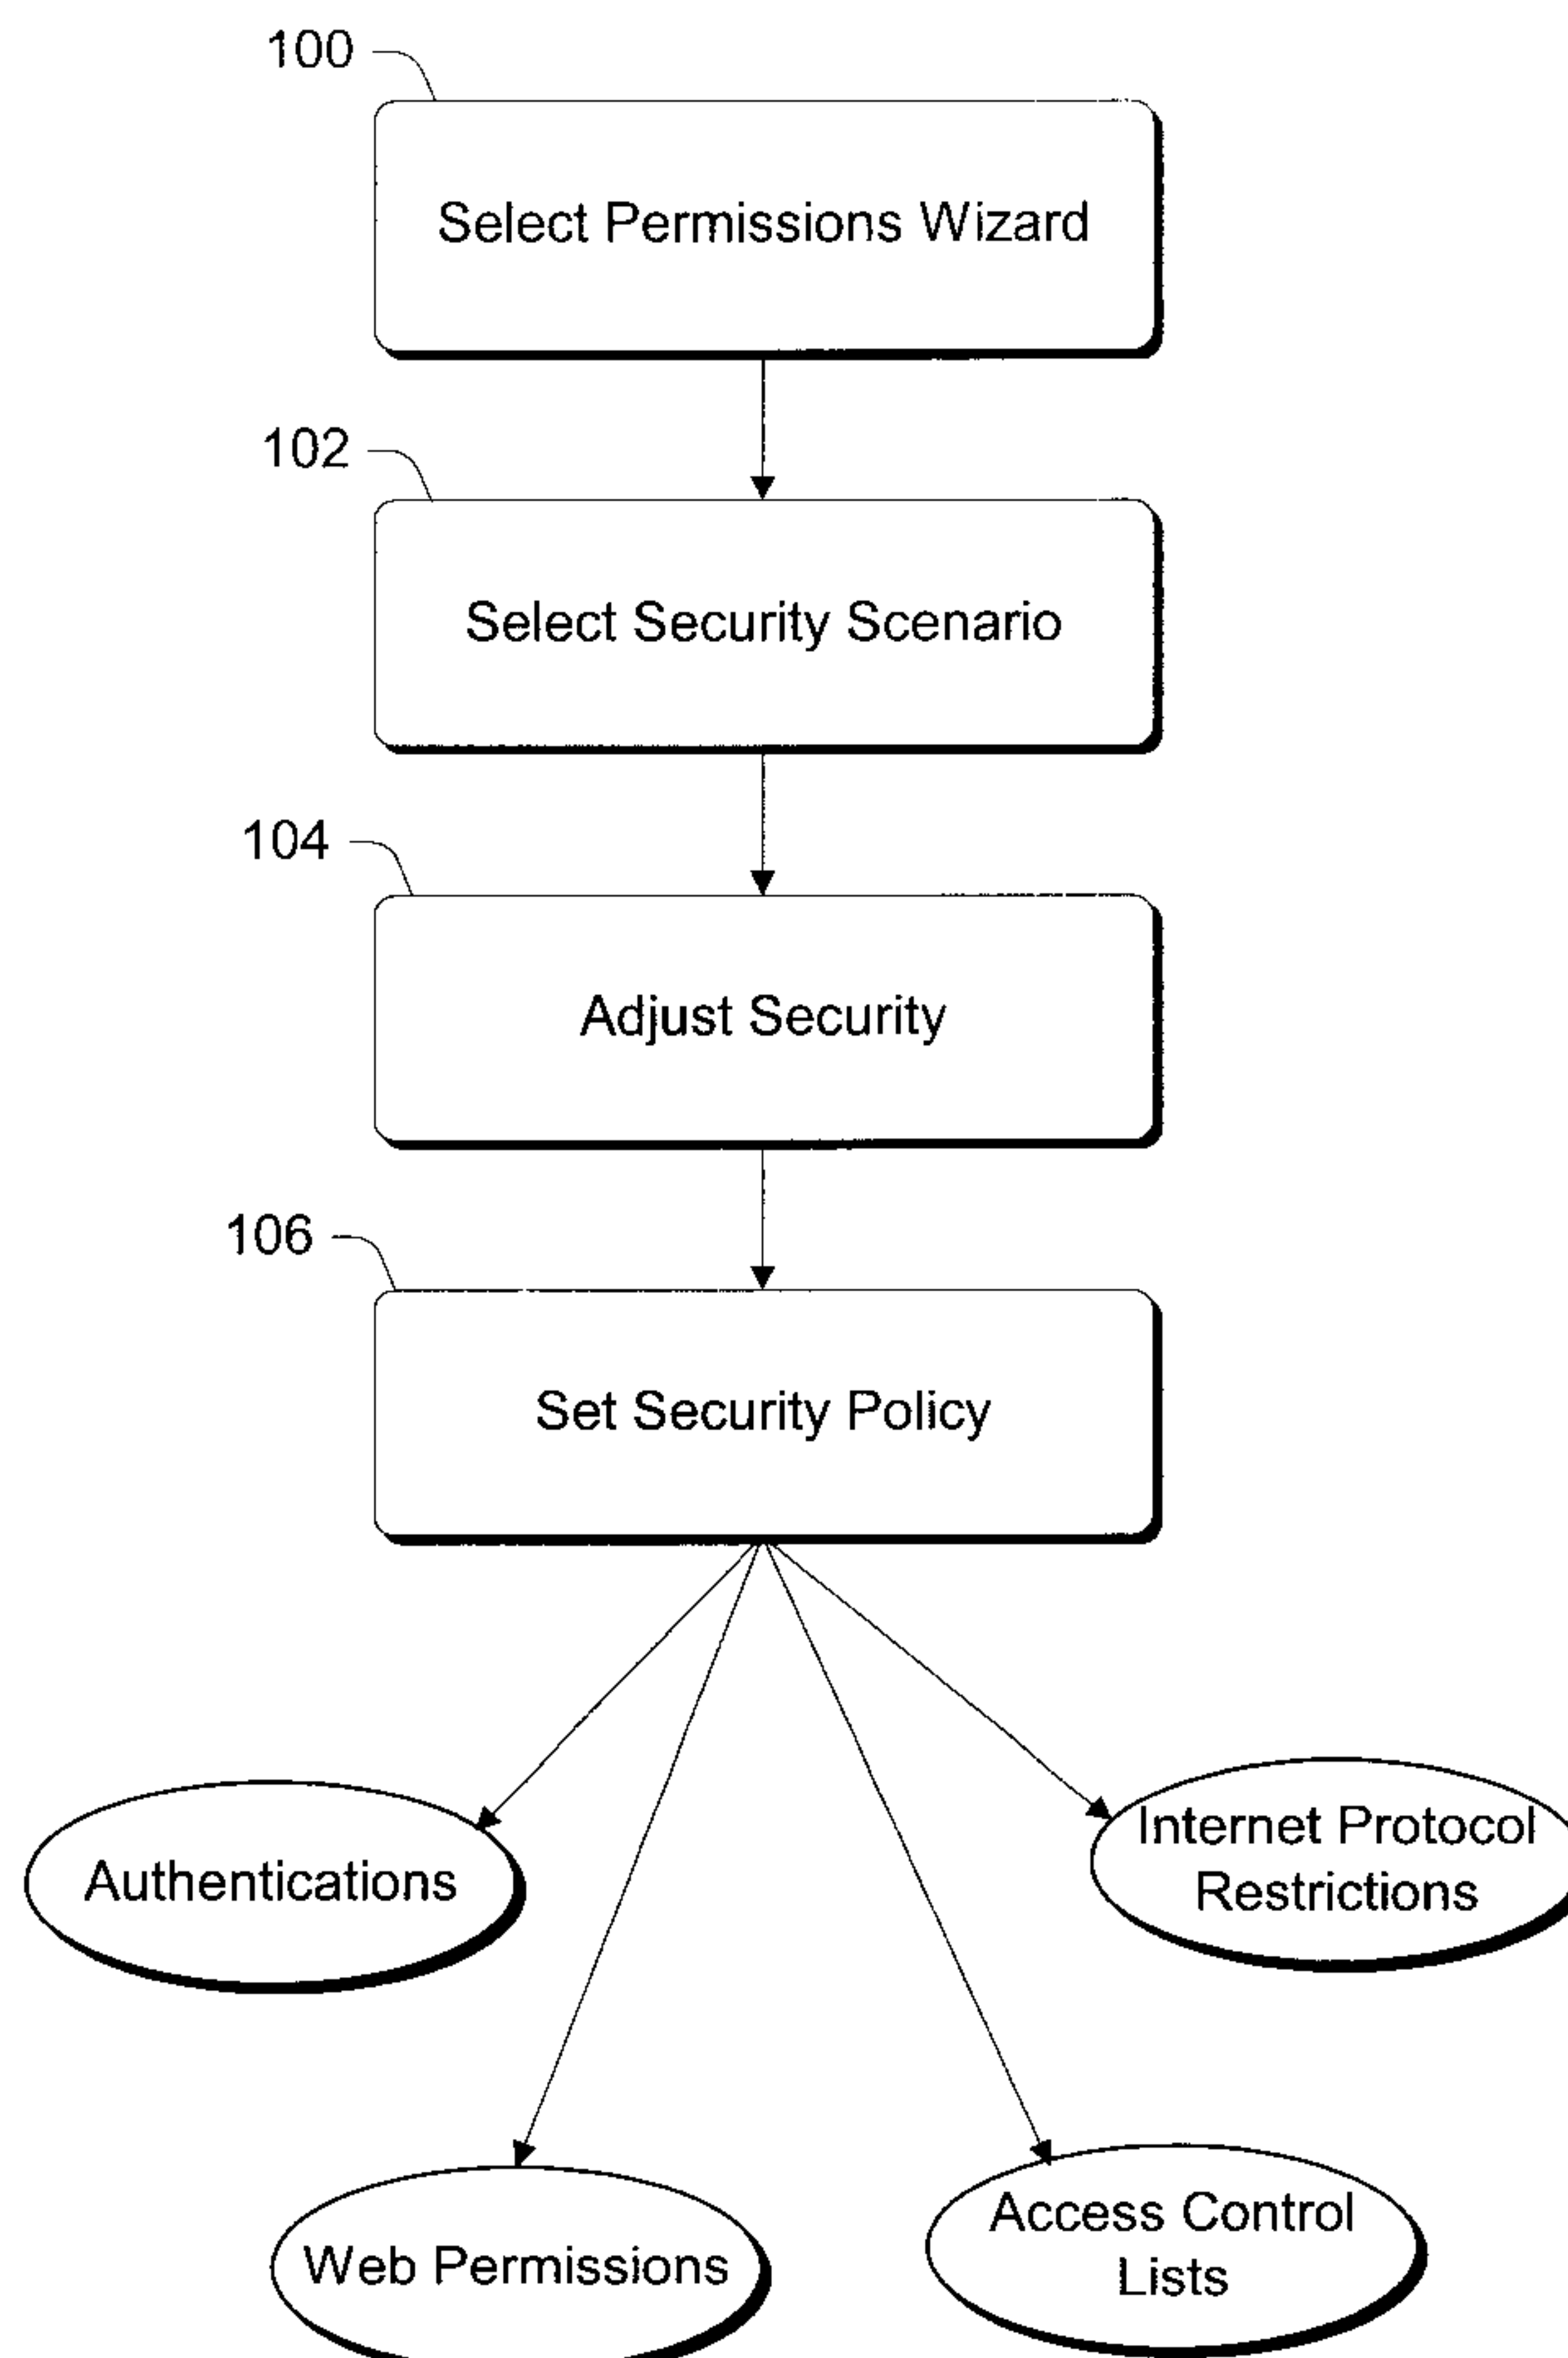 100
Select Permissions Wizard
102
Select Security Scenario
104
Adjust Security
106
Set Security Policy
Internet Protocol
Restrictions
Authentications
Access Control
Lists
Web Permissions